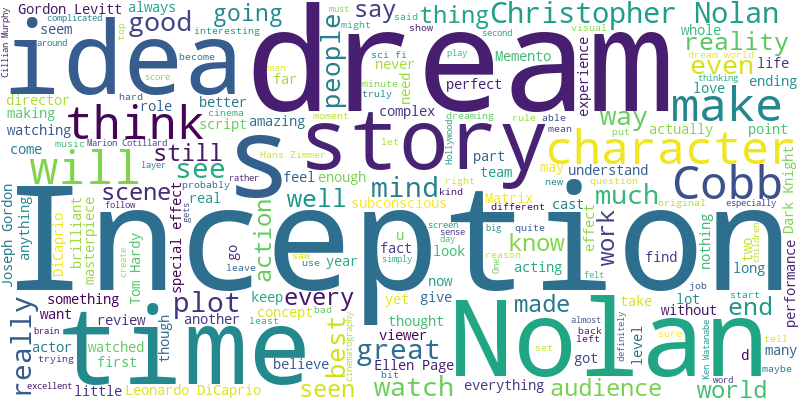 Gordon Levitt
complicated
always
going
say
thing
Christopher Nolan
Cillian Murphy
top
around
seem
good
interesting
become
said
time
might
must
show
sci fi
play
second
visual
whole
reality
idea
dream
people
far
never
need
Memento
even
dream world
thinking
life
director
making
hard
role
score
better
cinema
man
minute
truly
perfect
experience
love
ending
watching
script
amazing
moment
dreaming
complex
rule
able
mean
way
put
make
point
actually
come
think
music
Marion Cotillard
still
layer
Hans Zimmer
story
let
Hollywood
part
team
character
will
see
s
feel
enough
mind
kind
right
Matrix
may
understand
question
new
Cobb
Dark Knight
Joseph Gordon
anything
DiCaprio
brilliant
masterpiece
scene
probably
rather
real
well
subconscious
different
cast
original
especially
much
follow
gets
special effect
action
Inception
u
screen
sense
big
quite
know
effect
work
nothing
two
children
performance
Tom Hardy
go
leave
saw
use
year
fact
day
simply
look
One
reason
acting
felt
find
job
long
something
want
create
plot
keep
every
yet
now
give
made
take
lot
without
start
end
really
brain
trying
review
though
another
concept
bad
least
thought
viewer
time
Nolan
almost
back
left
got
definitely
level
sure
Ken Watanabe
d
tell
many
maybe
actor
watched
first
believe
best
cinematography
great
Ellen Page
bit
set
excellent
little
Leonardo DiCaprio
seen
watch
everything
audience
word
world